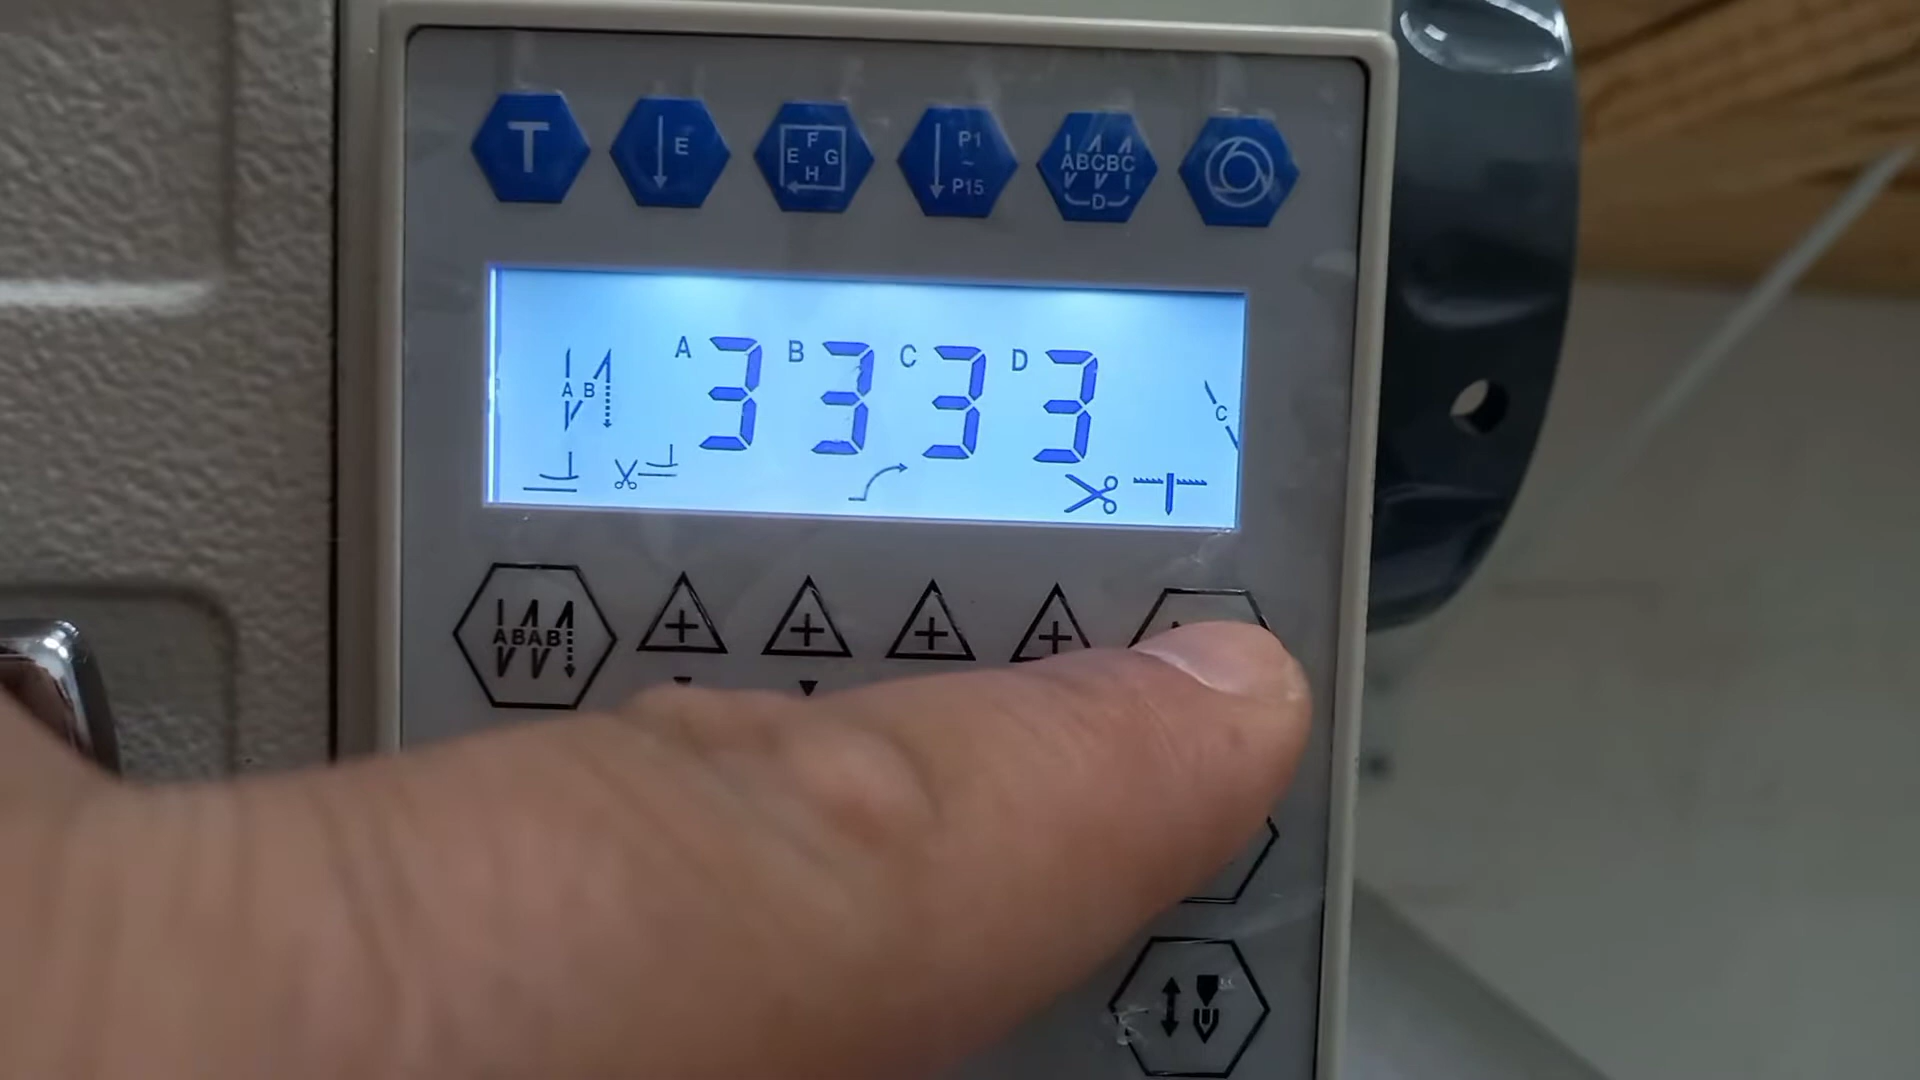 T
E
F
E G
H
P1
~
P15
ABCBC
D
A B
A 3 B 3 C 3 D 3
C
ABAB
+ + + +